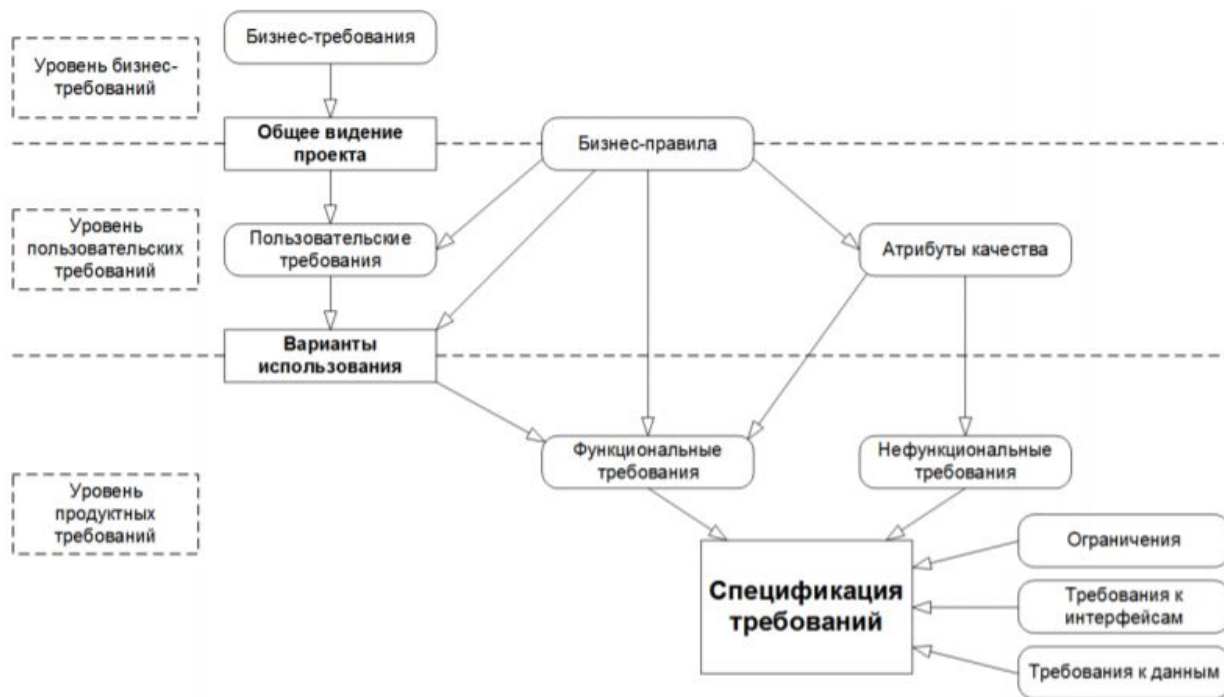 Бизнес-требования
Уровень бизнес-
требований
Общее видение
проекта
Бизнес-правила
Уровень
пользовательских
требований
Пользовательские
требования
Атрибуты качества
Варианты
использования
Функциональные
требования
Нефункциональные
требования
Уровень
продуктных
требований
Спецификация
требований
Ограничения
Требования к
интерфейсам
Требования к данным